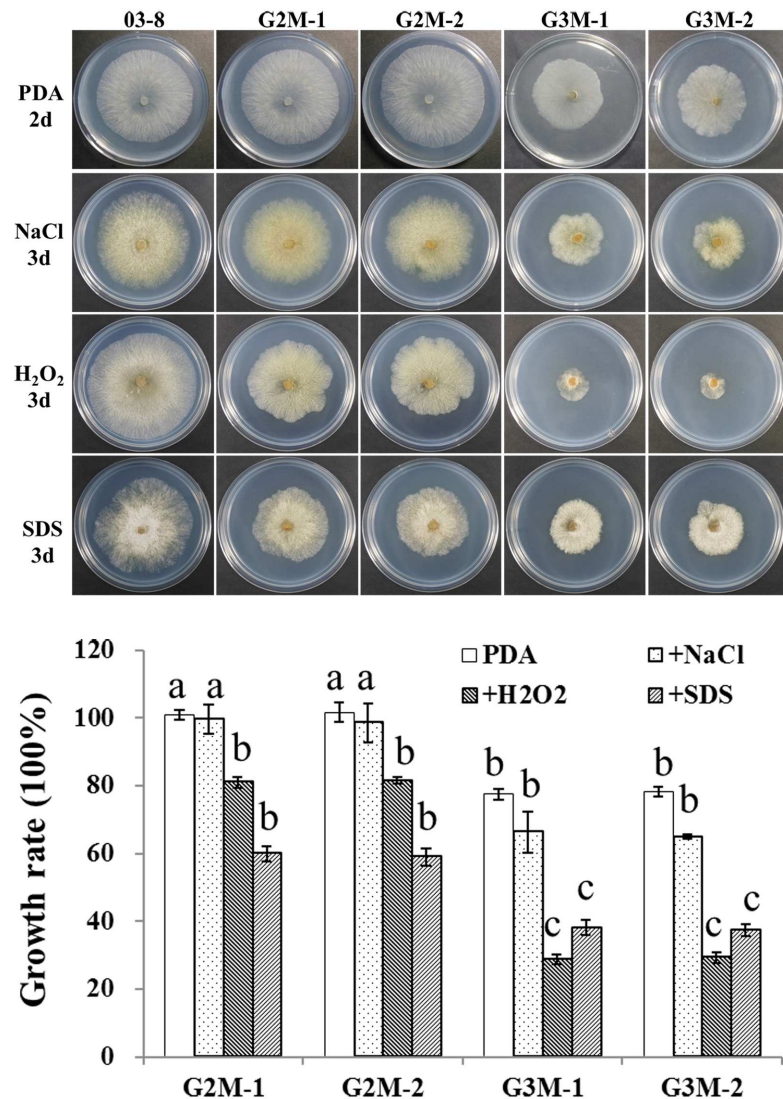 03-8 G2M-1 G2M-2 G3M-1 G3M-2
PDA
2d
NaCl
3d
H₂O₂
3d
SDS
3d
120
100
80
60
40
20
0
Growth rate (100%)
PDA +NaCl
+H2O2 +SDS
a a b b a a b b b b c c b b c c
G2M-1 G2M-2 G3M-1 G3M-2